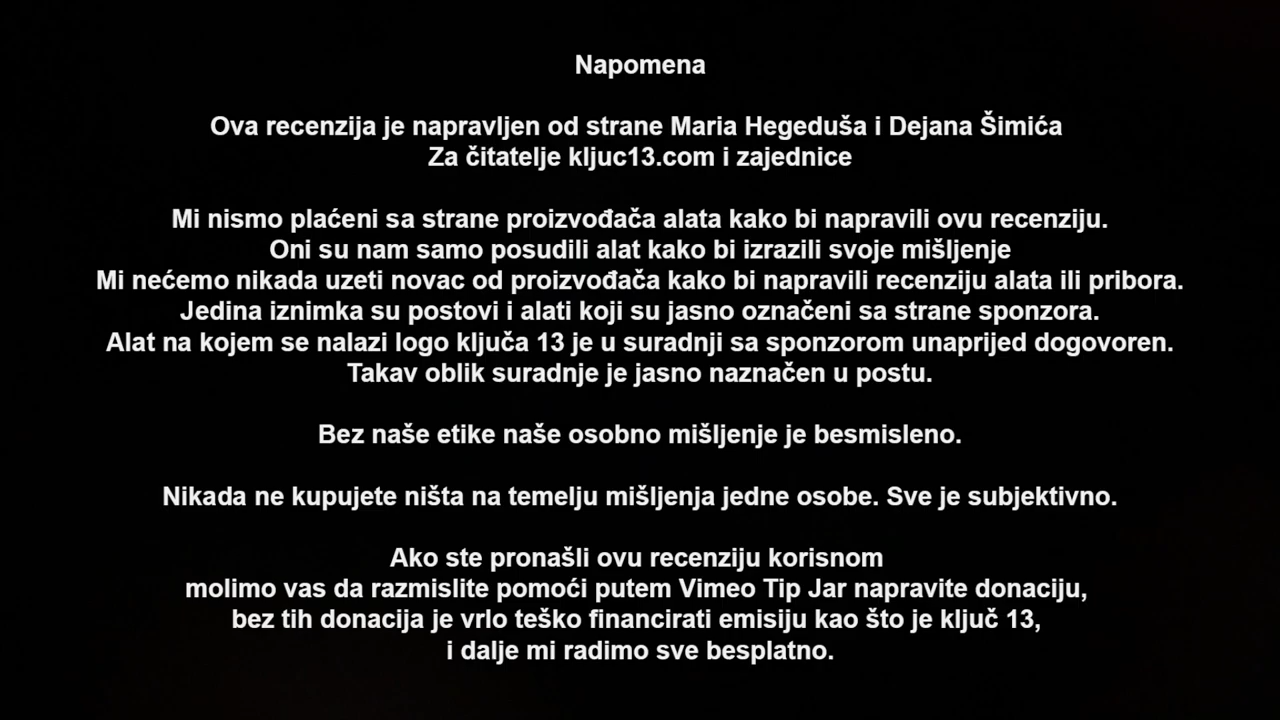 Napomena
Ova recenzija je napravljen od strane Maria Hegeduša i Dejana Šimića
Za čitatelje kljuc13.com i zajednice
Mi nismo plaćeni sa strane proizvođača alata kako bi napravili ovu recenziju.
Oni su nam samo posudili alat kako bi izrazili svoje mišljenje
Mi nećemo nikada uzeti novac od proizvođača kako bi napravili recenziju alata ili pribora.
Jedina iznimka su postovi i alati koji su jasno označeni sa strane sponzora.
Alat na kojem se nalazi logo ključa 13 je u suradnji sa sponzorom unaprijed dogovoren.
Takav oblik suradnje je jasno naznačen u postu.
Bez naše etike naše osobno mišljenje je besmisleno.
Nikada ne kupujete ništa na temelju mišljenja jedne osobe. Sve je subjektivno.
Ako ste pronašli ovu recenziju korisnom
molimo vas da razmislite pomoći putem Vimeo Tip Jar napravite donaciju,
bez tih donacija je vrlo teško financirati emisiju kao što je ključ 13,
i dalje mi radimo sve besplatno.